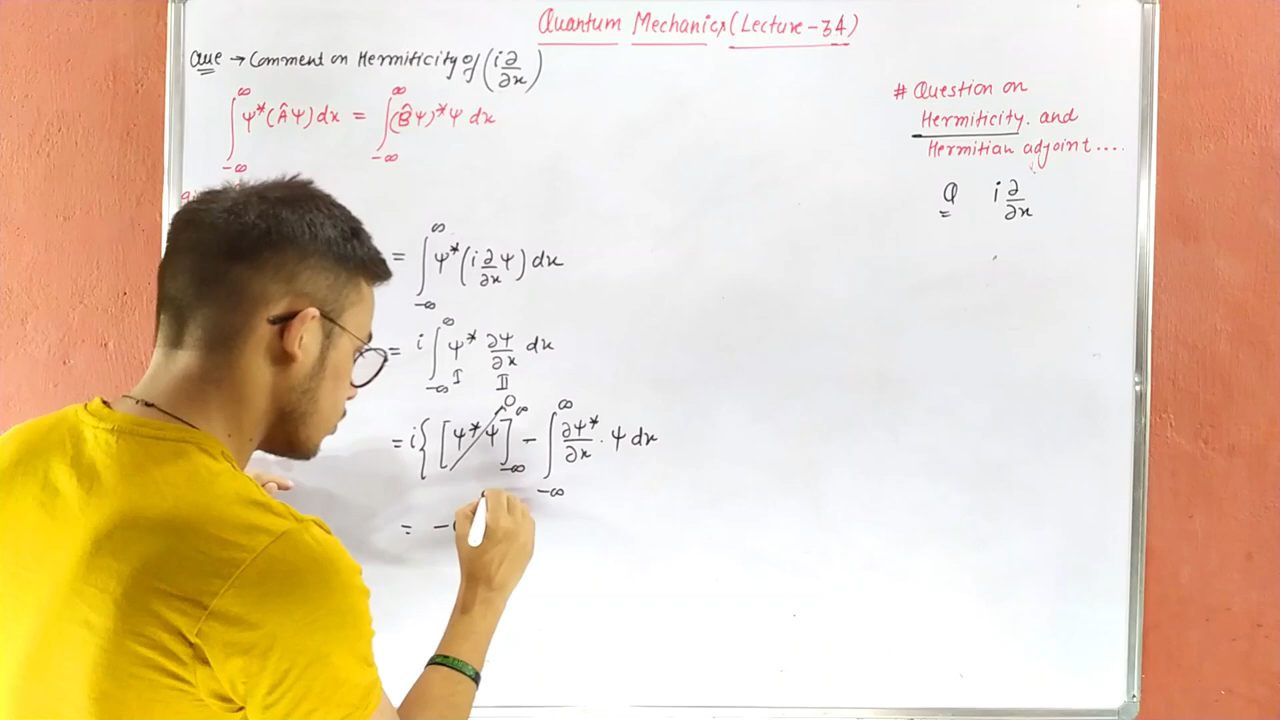 Quantum Mechanics (Lecture-34)
Que → Comment on Hermiticity of (i∂/∂x)
∫_{-∞}^{∞} ψ*(Âψ)dx = ∫_{-∞}^{∞} (B̂ψ)*ψ dx
= ∫_{-∞}^{∞} ψ*(i ∂/∂x ψ) dx
= i ∫_{-∞}^{∞} ψ* ∂ψ/∂x dx
I II
= i{ [ψ*ψ]_{-∞}^{∞} 0 - ∫_{-∞}^{∞} ∂ψ*/∂x . ψ dx
= -
# Question on
Hermiticity. and
Hermitian adjoint....
Q i ∂/∂x